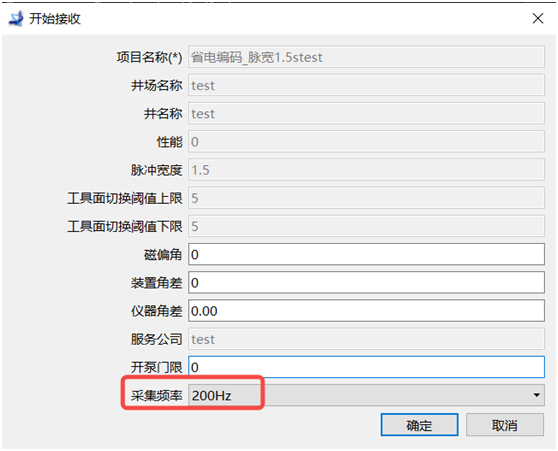 开始接收
项目名称(*) 省电编码_脉宽1.5stest
井场名称 test
井名称 test
性能 0
脉冲宽度 1.5
工具面切换阈值上限 5
工具面切换阈值下限 5
磁偏角 0
装置角差 0
仪器角差 0.00
服务公司 test
开泵门限 0
采集频率 200Hz
确定 取消